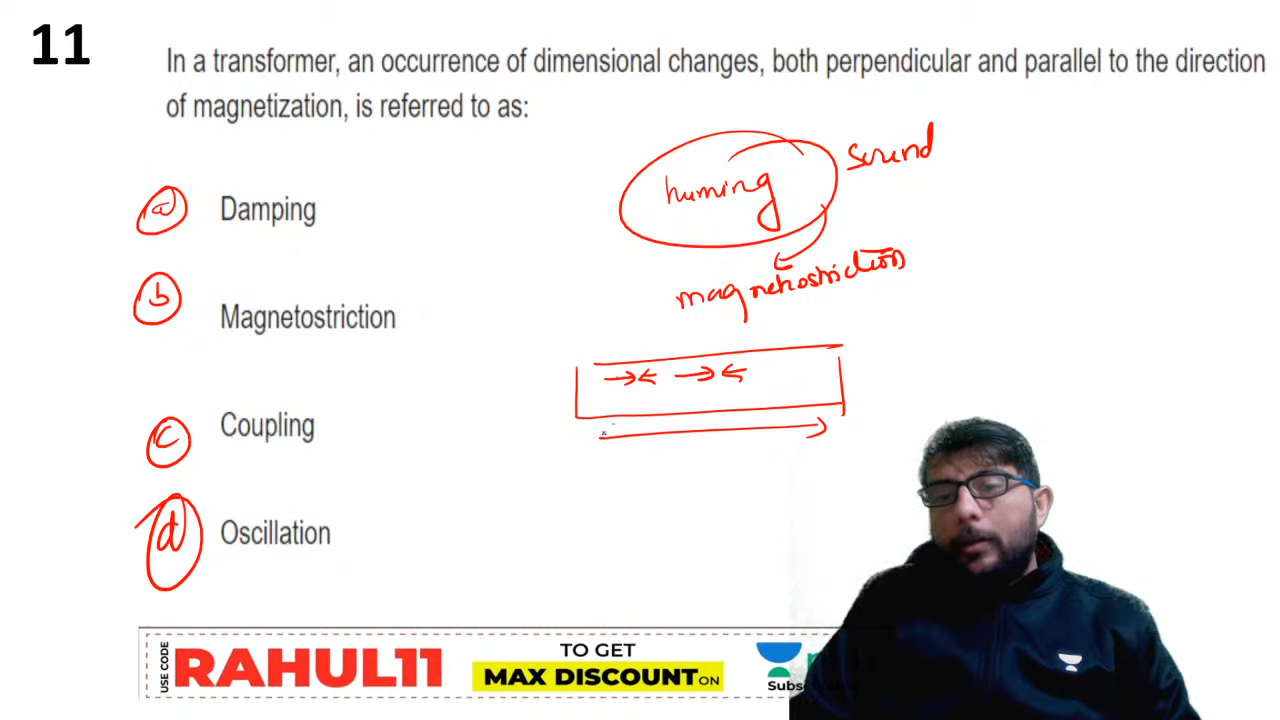 11
In a transformer, an occurrence of dimensional changes, both perpendicular and parallel to the direction
of magnetization, is referred to as:
huming
sound
magnetostriction
a Damping
b Magnetostriction
c Coupling
d Oscillation
USE CODE
RAHUL11
TO GET
MAX DISCOUNT ON